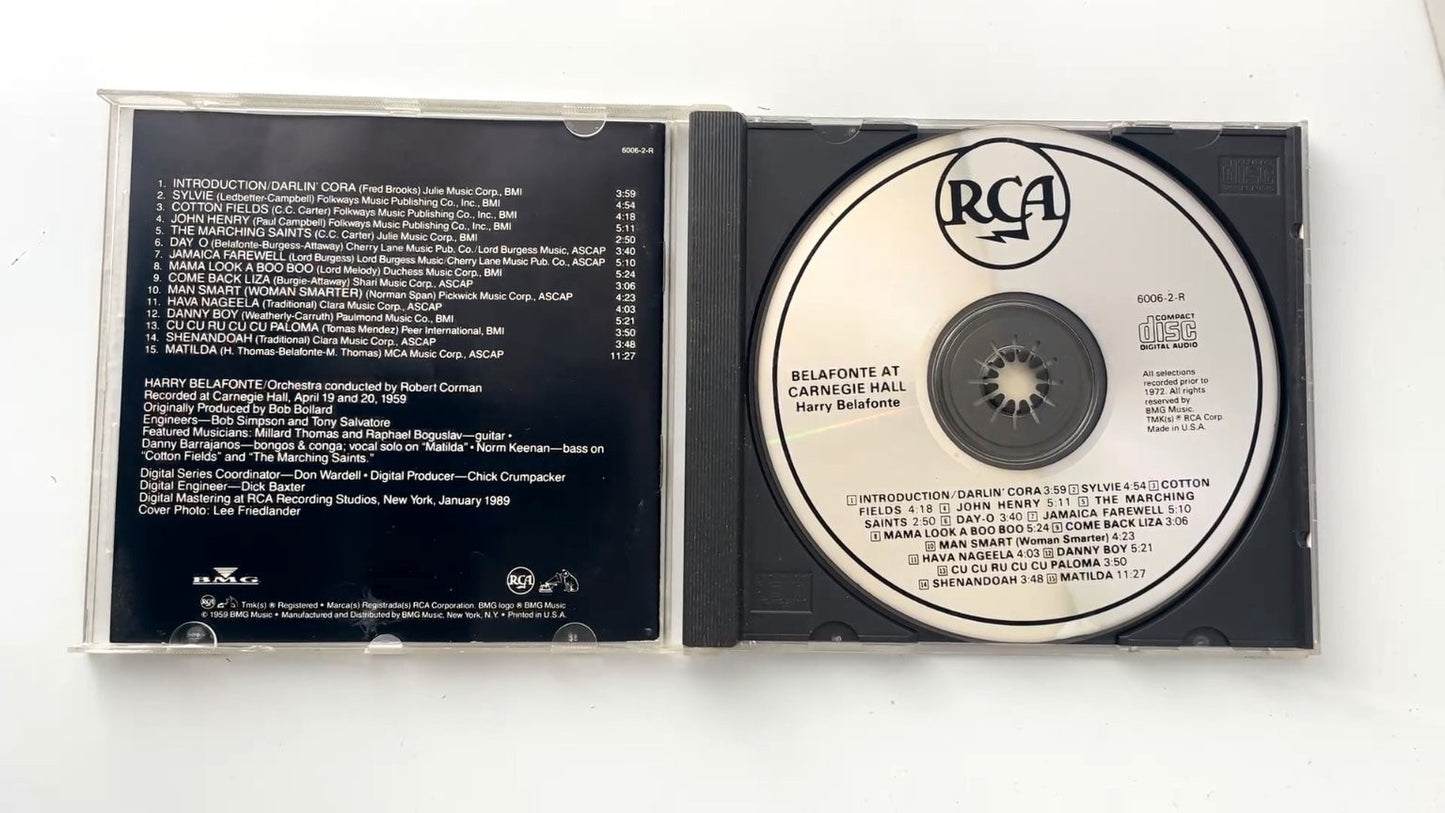 6006-2-R
1. INTRODUCTION/DARLIN' CORA (Fred Brooks) Julie Music Corp., BMI 3:59
2. SYLVIE (Ledbetter-Campbell) Folkways Music Publishing Co., Inc., BMI 4:54
3. COTTON FIELDS (C.C. Carter) Folkways Music Publishing Co., Inc., BMI 4:18
4. JOHN HENRY (Paul Campbell) Folkways Music Publishing Co., Inc., BMI 5:11
5. THE MARCHING SAINTS (C.C. Carter) Julie Music Corp., BMI 2:50
6. DAY O (Belafonte-Burgess-Attaway) Cherry Lane Music Pub. Co./Lord Burgess Music, ASCAP 3:40
7. JAMAICA FAREWELL (Lord Burgess) Lord Burgess Music/Cherry Lane Music Pub. Co., ASCAP 5:10
8. MAMA LOOK A BOO BOO (Lord Melody) Duchess Music Corp., BMI 5:24
9. COME BACK LIZA (Burgie-Attaway) Shari Music Corp., ASCAP 3:06
10. MAN SMART (WOMAN SMARTER) (Norman Span) Pickwick Music Corp., ASCAP 4:23
11. HAVA NAGEELA (Traditional) Clara Music Corp., ASCAP 4:03
12. DANNY BOY (Weatherly-Carruth) Paulmond Music Co., BMI 5:21
13. CU CU RU CU CU PALOMA (Tomas Mendez) Peer International, BMI 3:50
14. SHENANDOAH (Traditional) Clara Music Corp., ASCAP 3:48
15. MATILDA (H. Thomas-Belafonte-M. Thomas) MCA Music Corp., ASCAP 11:27
HARRY BELAFONTE/Orchestra conducted by Robert Corman
Recorded at Carnegie Hall, April 19 and 20, 1959
Originally Produced by Bob Bollard
Engineers—Bob Simpson and Tony Salvatore
Featured Musicians: Millard Thomas and Raphael Boguslav—guitar •
Danny Barrajanos—bongos & conga; vocal solo on "Matilda" • Norm Keenan—bass on
"Cotton Fields" and "The Marching Saints."
Digital Series Coordinator—Don Wardell • Digital Producer—Chick Crumpacker
Digital Engineer—Dick Baxter
Digital Mastering at RCA Recording Studios, New York, January 1989
Cover Photo: Lee Friedlander
BMG
RCA
RCA Tmk(s) ® Registered • Marca(s) Registrada(s) RCA Corporation. BMG logo ® BMG Music
© 1959 BMG Music • Manufactured and Distributed by BMG Music, New York, N.Y. • Printed in U.S.A.
RCA
6006-2-R
COMPACT
disc
DIGITAL AUDIO
BELAFONTE AT
CARNEGIE HALL
Harry Belafonte
All selections
recorded prior to
1972. All rights
reserved by
BMG Music.
TMK(s) ® RCA Corp.
Made in U.S.A.
1 INTRODUCTION/DARLIN' CORA 3:59 2 SYLVIE 4:54 3 COTTON
FIELDS 4:18 4 JOHN HENRY 5:11 5 THE MARCHING
SAINTS 2:50 6 DAY-O 3:40 7 JAMAICA FAREWELL 5:10
8 MAMA LOOK A BOO BOO 5:24 9 COME BACK LIZA 3:06
10 MAN SMART (Woman Smarter) 4:23
11 HAVA NAGEELA 4:03 12 DANNY BOY 5:21
13 CU CU RU CU CU PALOMA 3:50
14 SHENANDOAH 3:48 15 MATILDA 11:27
disc